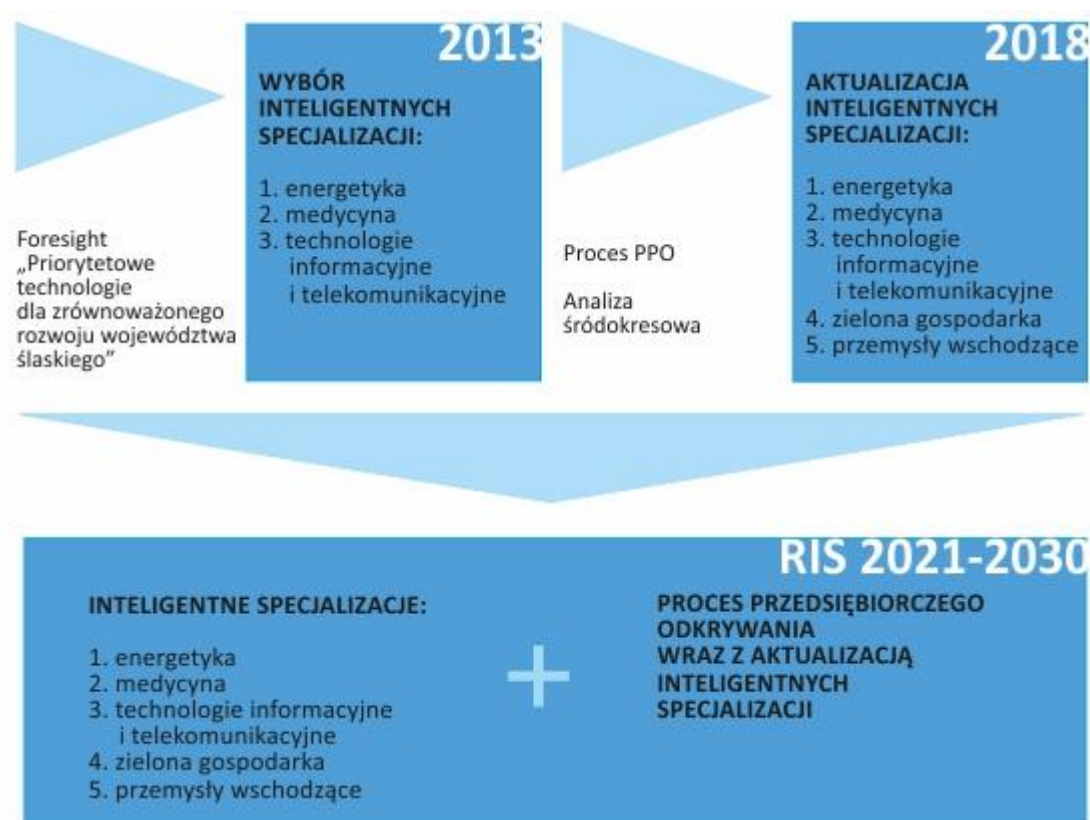 Foresight
„Priorytetowe
technologie
dla zrównoważonego
rozwoju województwa
ślaskiego”
2013
WYBÓR
INTELIGENTNYCH
SPECJALIZACJI:
1. energetyka
2. medycyna
3. technologie
informacyjne
i telekomunikacyjne
Proces PPO
Analiza
śródokresowa
2018
AKTUALIZACJA
INTELIGENTNYCH
SPECJALIZACJI:
1. energetyka
2. medycyna
3. technologie
informacyjne
i telekomunikacyjne
4. zielona gospodarka
5. przemysły wschodzące
RIS 2021-2030
INTELIGENTNE SPECJALIZACJE:
1. energetyka
2. medycyna
3. technologie informacyjne
i telekomunikacyjne
4. zielona gospodarka
5. przemysły wschodzące
+
PROCES PRZEDSIĘBIORCZEGO
ODKRYWANIA
WRAZ Z AKTUALIZACJĄ
INTELIGENTNYCH
SPECJALIZACJI